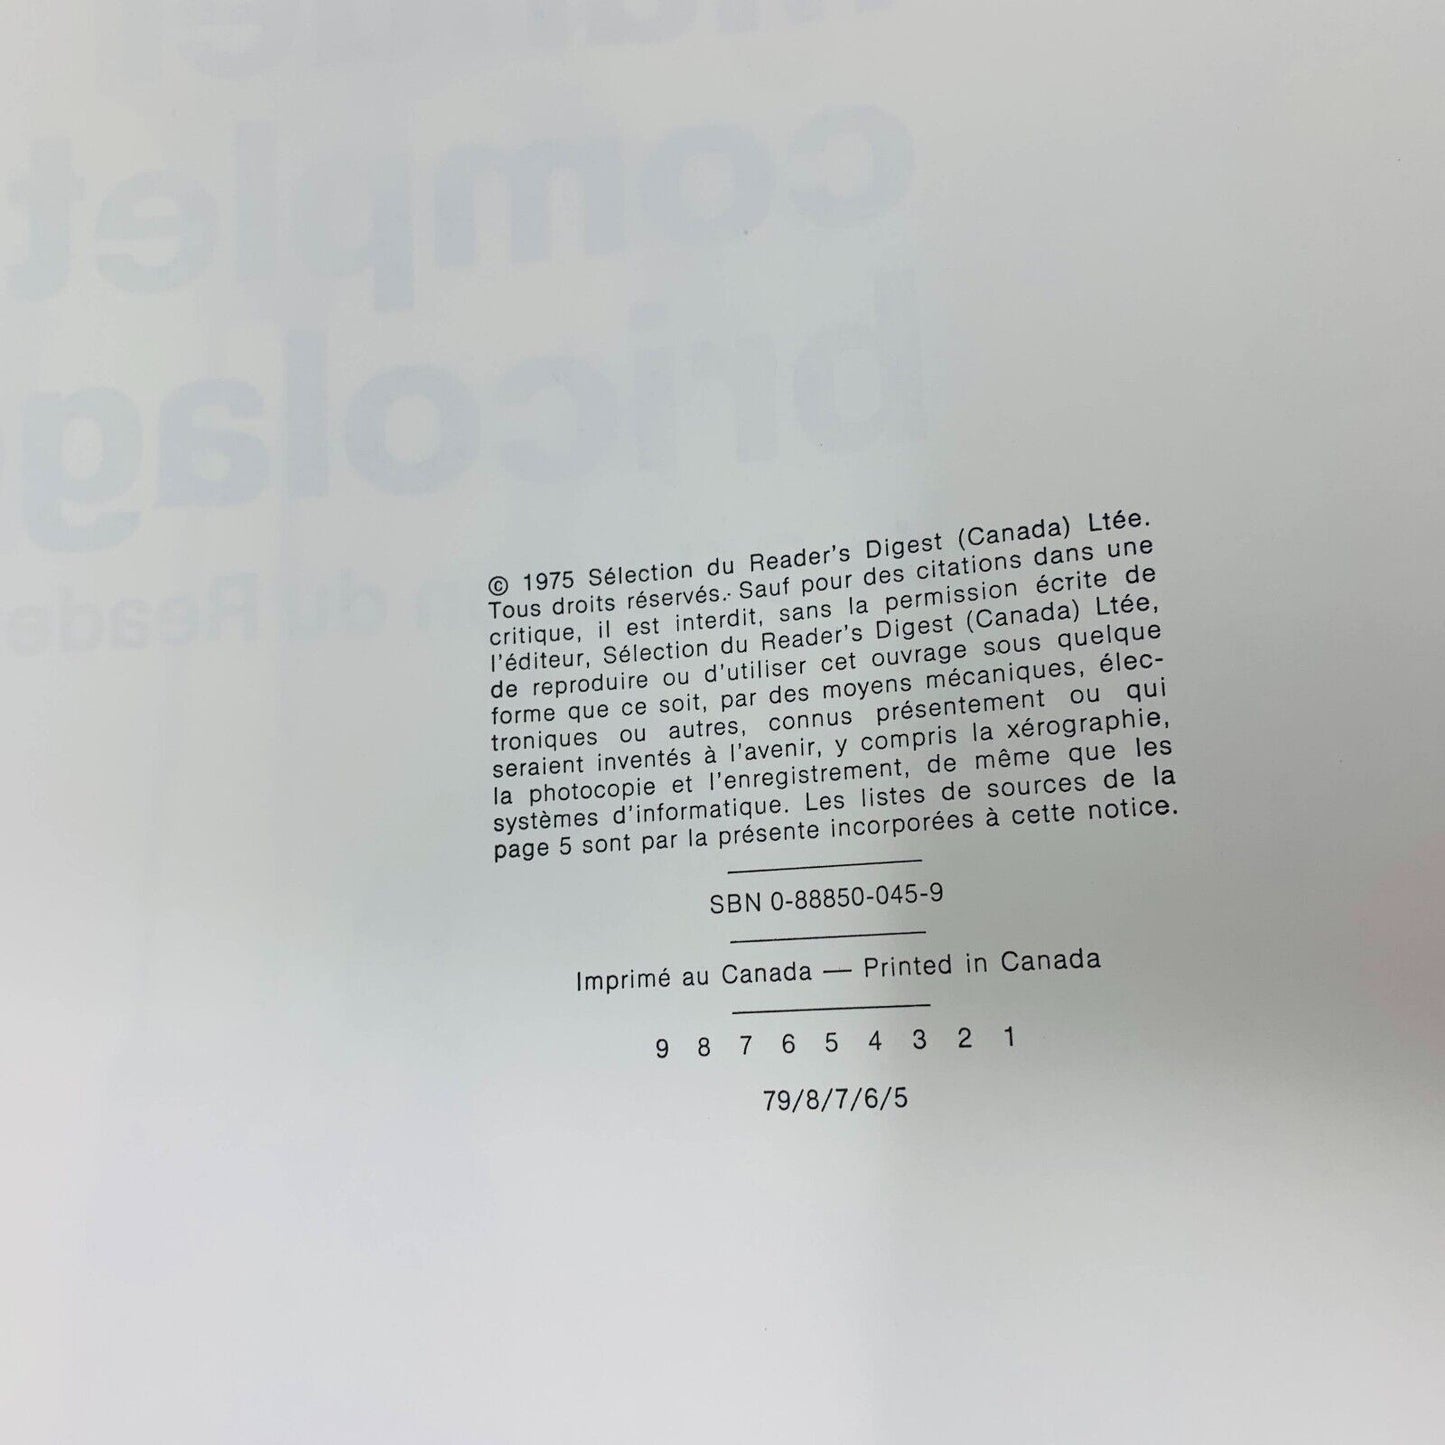 © 1975 Sélection du Reader's Digest (Canada) Ltée.
Tous droits réservés. Sauf pour des citations dans une
critique, il est interdit, sans la permission écrite de
l'éditeur, Sélection du Reader's Digest (Canada) Ltée,
de reproduire ou d'utiliser cet ouvrage sous quelque
forme que ce soit, par des moyens mécaniques, élec-
troniques ou autres, connus présentement ou qui
seraient inventés à l'avenir, y compris la xérographie,
la photocopie et l'enregistrement, de même que les
systèmes d'informatique. Les listes de sources de la
page 5 sont par la présente incorporées à cette notice.
SBN 0-88850-045-9
Imprimé au Canada — Printed in Canada
9 8 7 6 5 4 3 2 1
79/8/7/6/5
complet